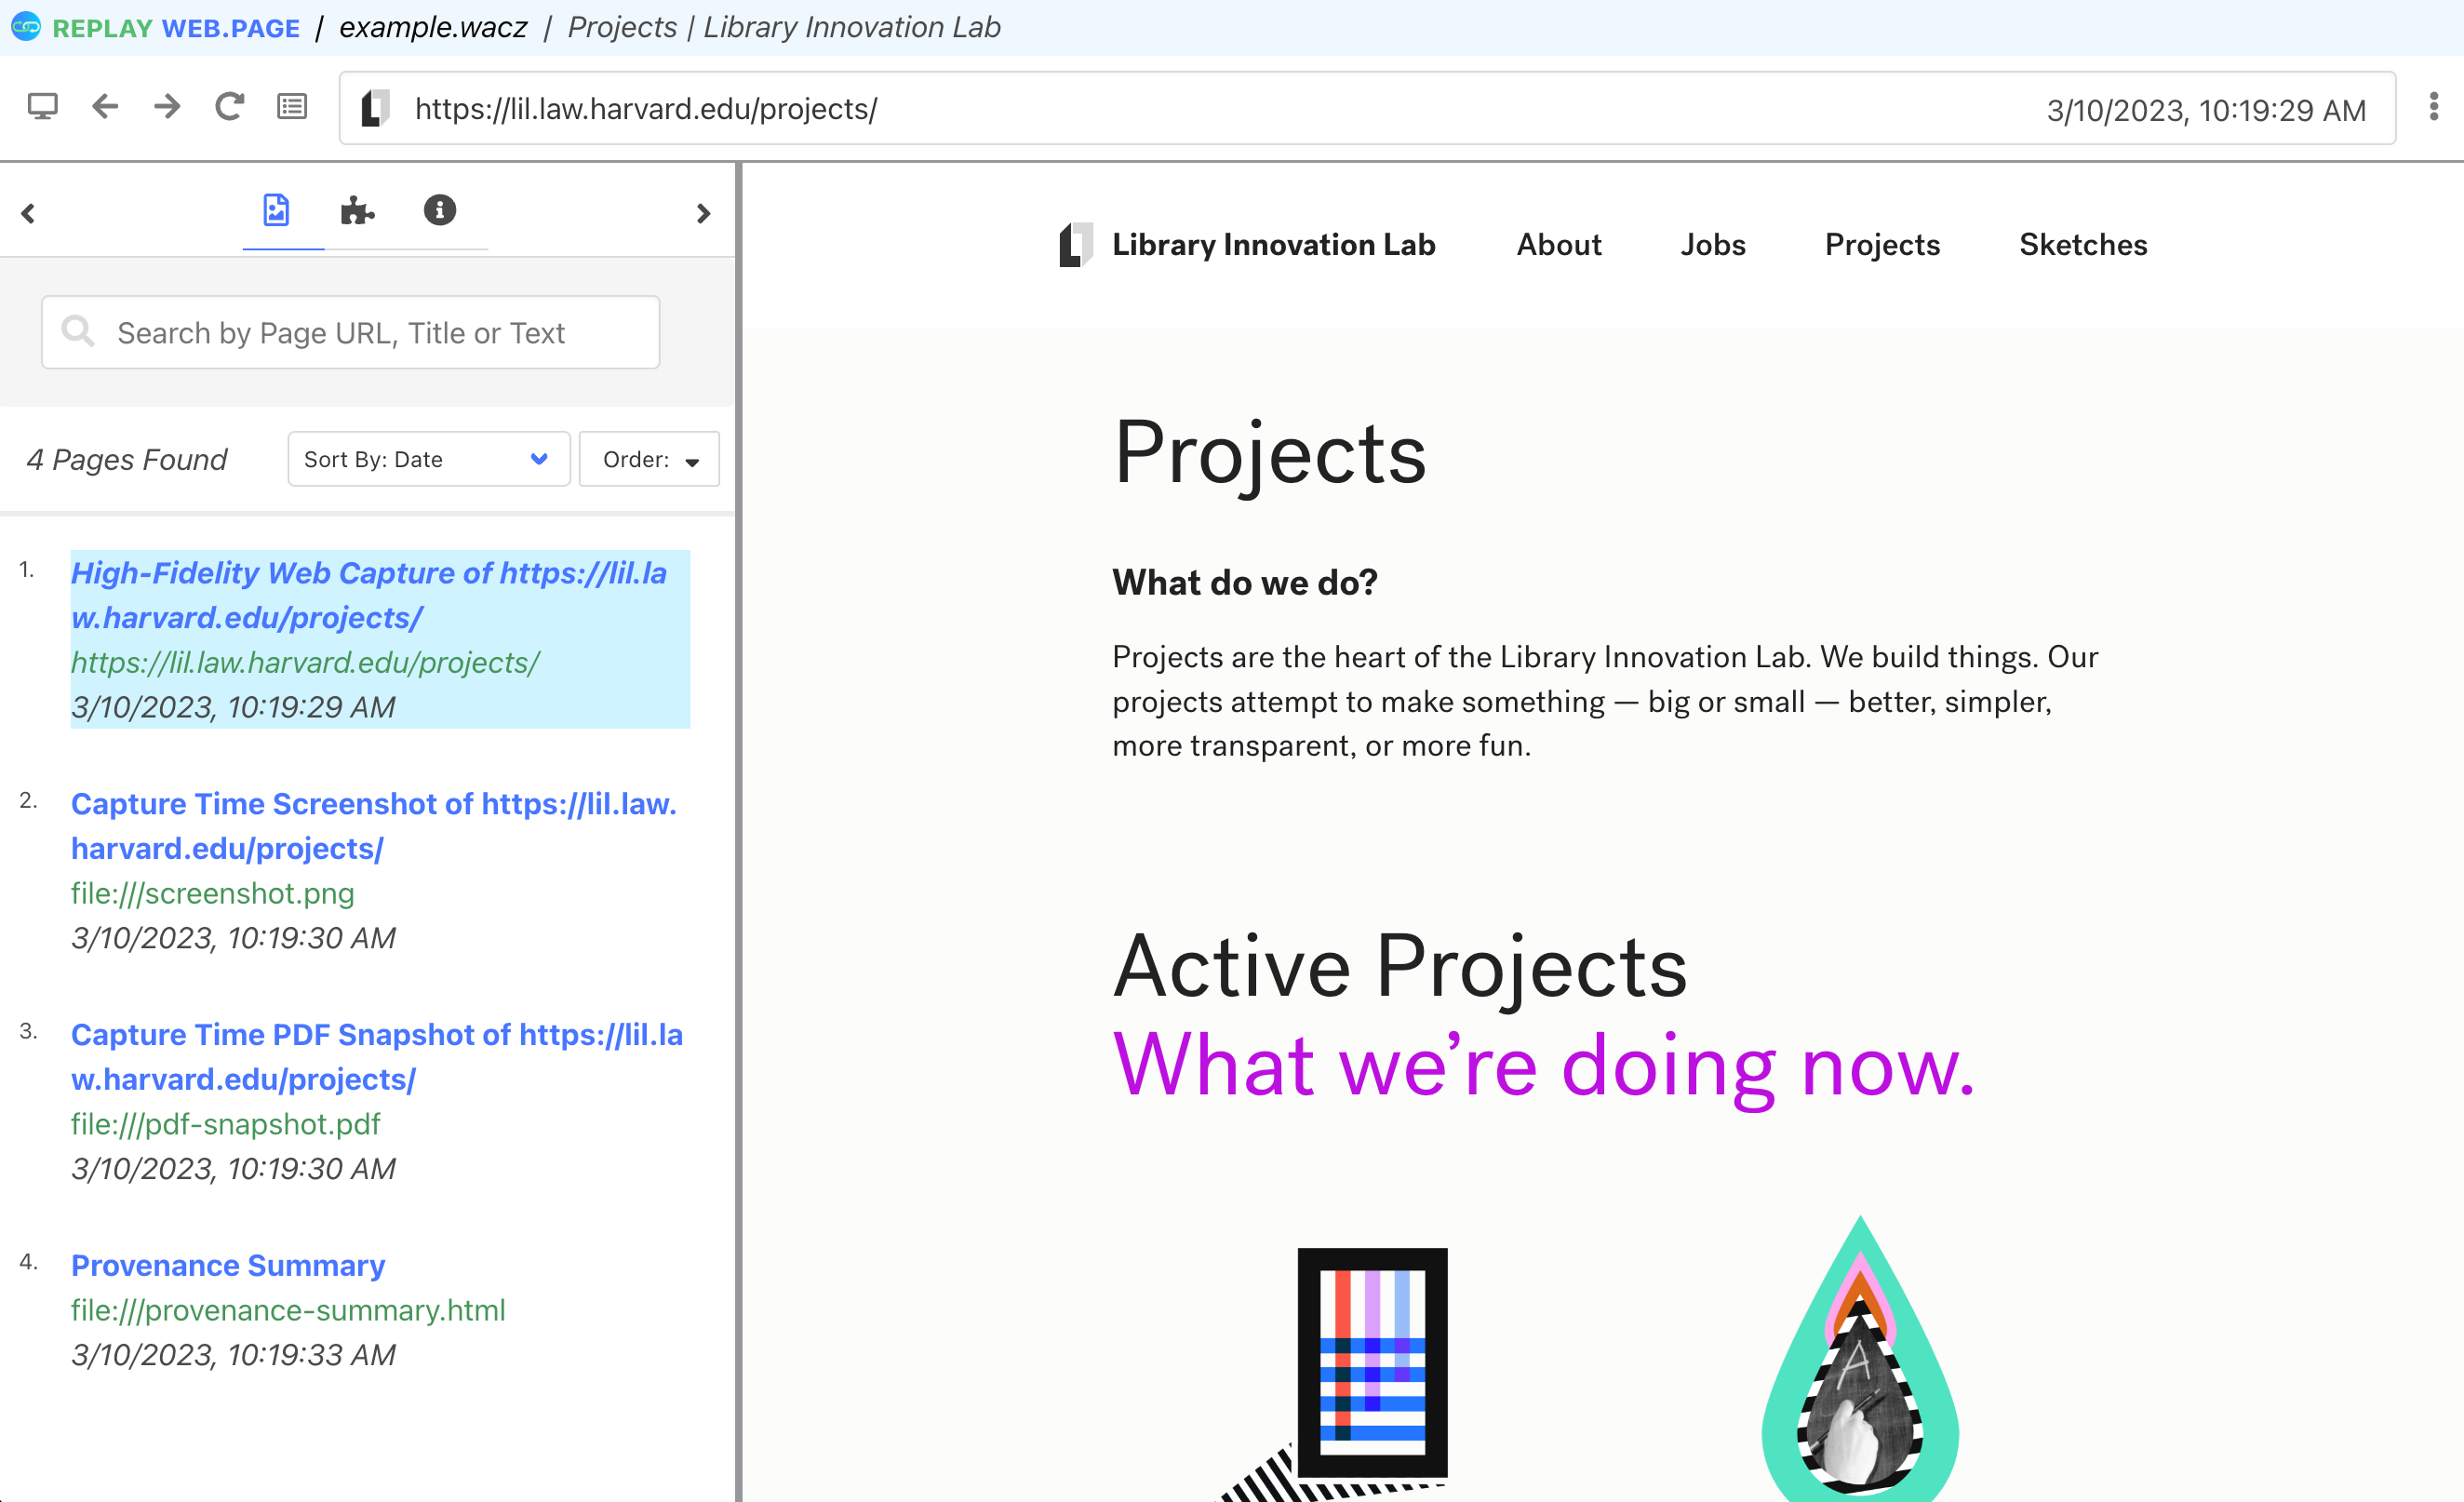 REPLAY WEB.PAGE / example.wacz / Projects | Library Innovation Lab
https://lil.law.harvard.edu/projects/ 3/10/2023, 10:19:29 AM
Search by Page URL, Title or Text
4 Pages Found Sort By: Date Order:
1. High-Fidelity Web Capture of https://lil.la
w.harvard.edu/projects/
https://lil.law.harvard.edu/projects/
3/10/2023, 10:19:29 AM
2. Capture Time Screenshot of https://lil.law.
harvard.edu/projects/
file:///screenshot.png
3/10/2023, 10:19:30 AM
3. Capture Time PDF Snapshot of https://lil.la
w.harvard.edu/projects/
file:///pdf-snapshot.pdf
3/10/2023, 10:19:30 AM
4. Provenance Summary
file:///provenance-summary.html
3/10/2023, 10:19:33 AM
Library Innovation Lab About Jobs Projects Sketches
Projects
What do we do?
Projects are the heart of the Library Innovation Lab. We build things. Our
projects attempt to make something — big or small — better, simpler,
more transparent, or more fun.
Active Projects
What we’re doing now.
A